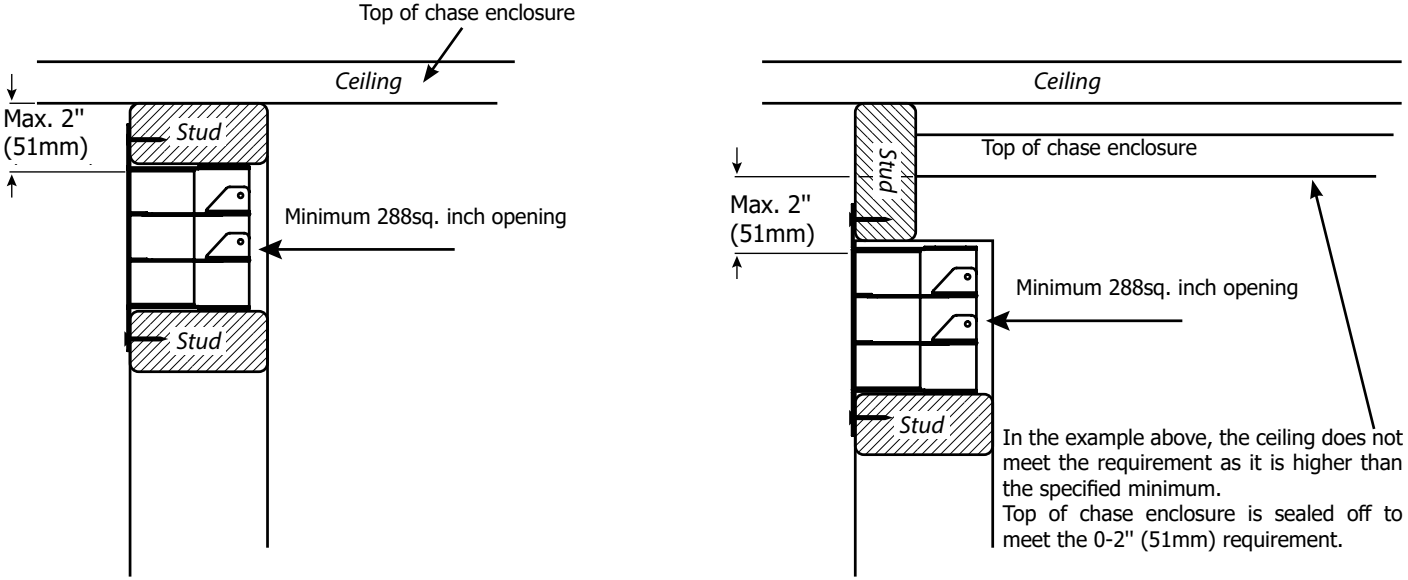 Top of chase enclosure
Ceiling
Max. 2"
(51mm)
Stud
Minimum 288sq. inch opening
Stud
Ceiling
Top of chase enclosure
Stud
Max. 2"
(51mm)
Minimum 288sq. inch opening
Stud
In the example above, the ceiling does not
meet the requirement as it is higher than
the specified minimum.
Top of chase enclosure is sealed off to
meet the 0-2" (51mm) requirement.